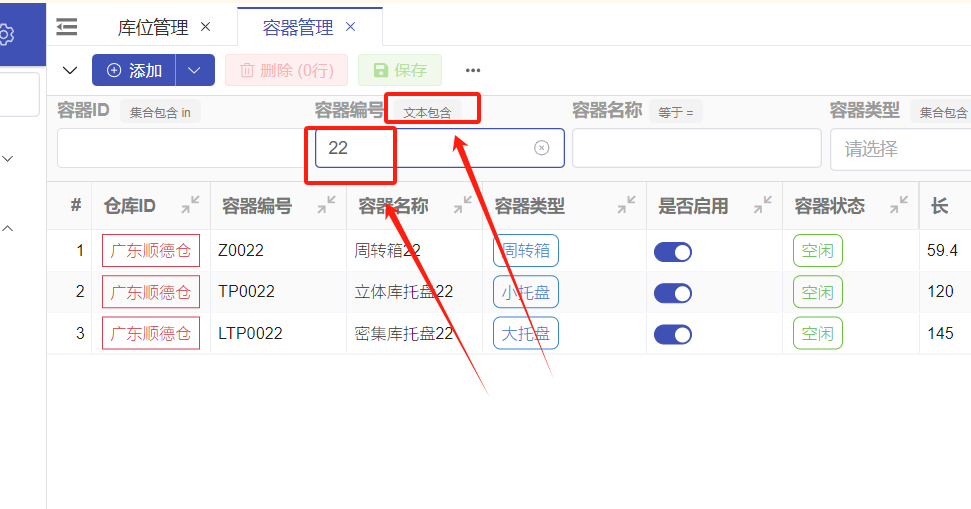 库位管理 × 容器管理 ×
添加 删除 (0行) 保存 •••
容器ID 集合包含 in 容器编号 文本包含 容器名称 等于 = 容器类型 集合包含
22 请选择
# 仓库ID 容器编号 容器名称 容器类型 是否启用 容器状态 长
1 广东顺德仓 Z0022 周转箱22 周转箱 空闲 59.4
2 广东顺德仓 TP0022 立体库托盘22 小托盘 空闲 120
3 广东顺德仓 LTP0022 密集库托盘22 大托盘 空闲 145